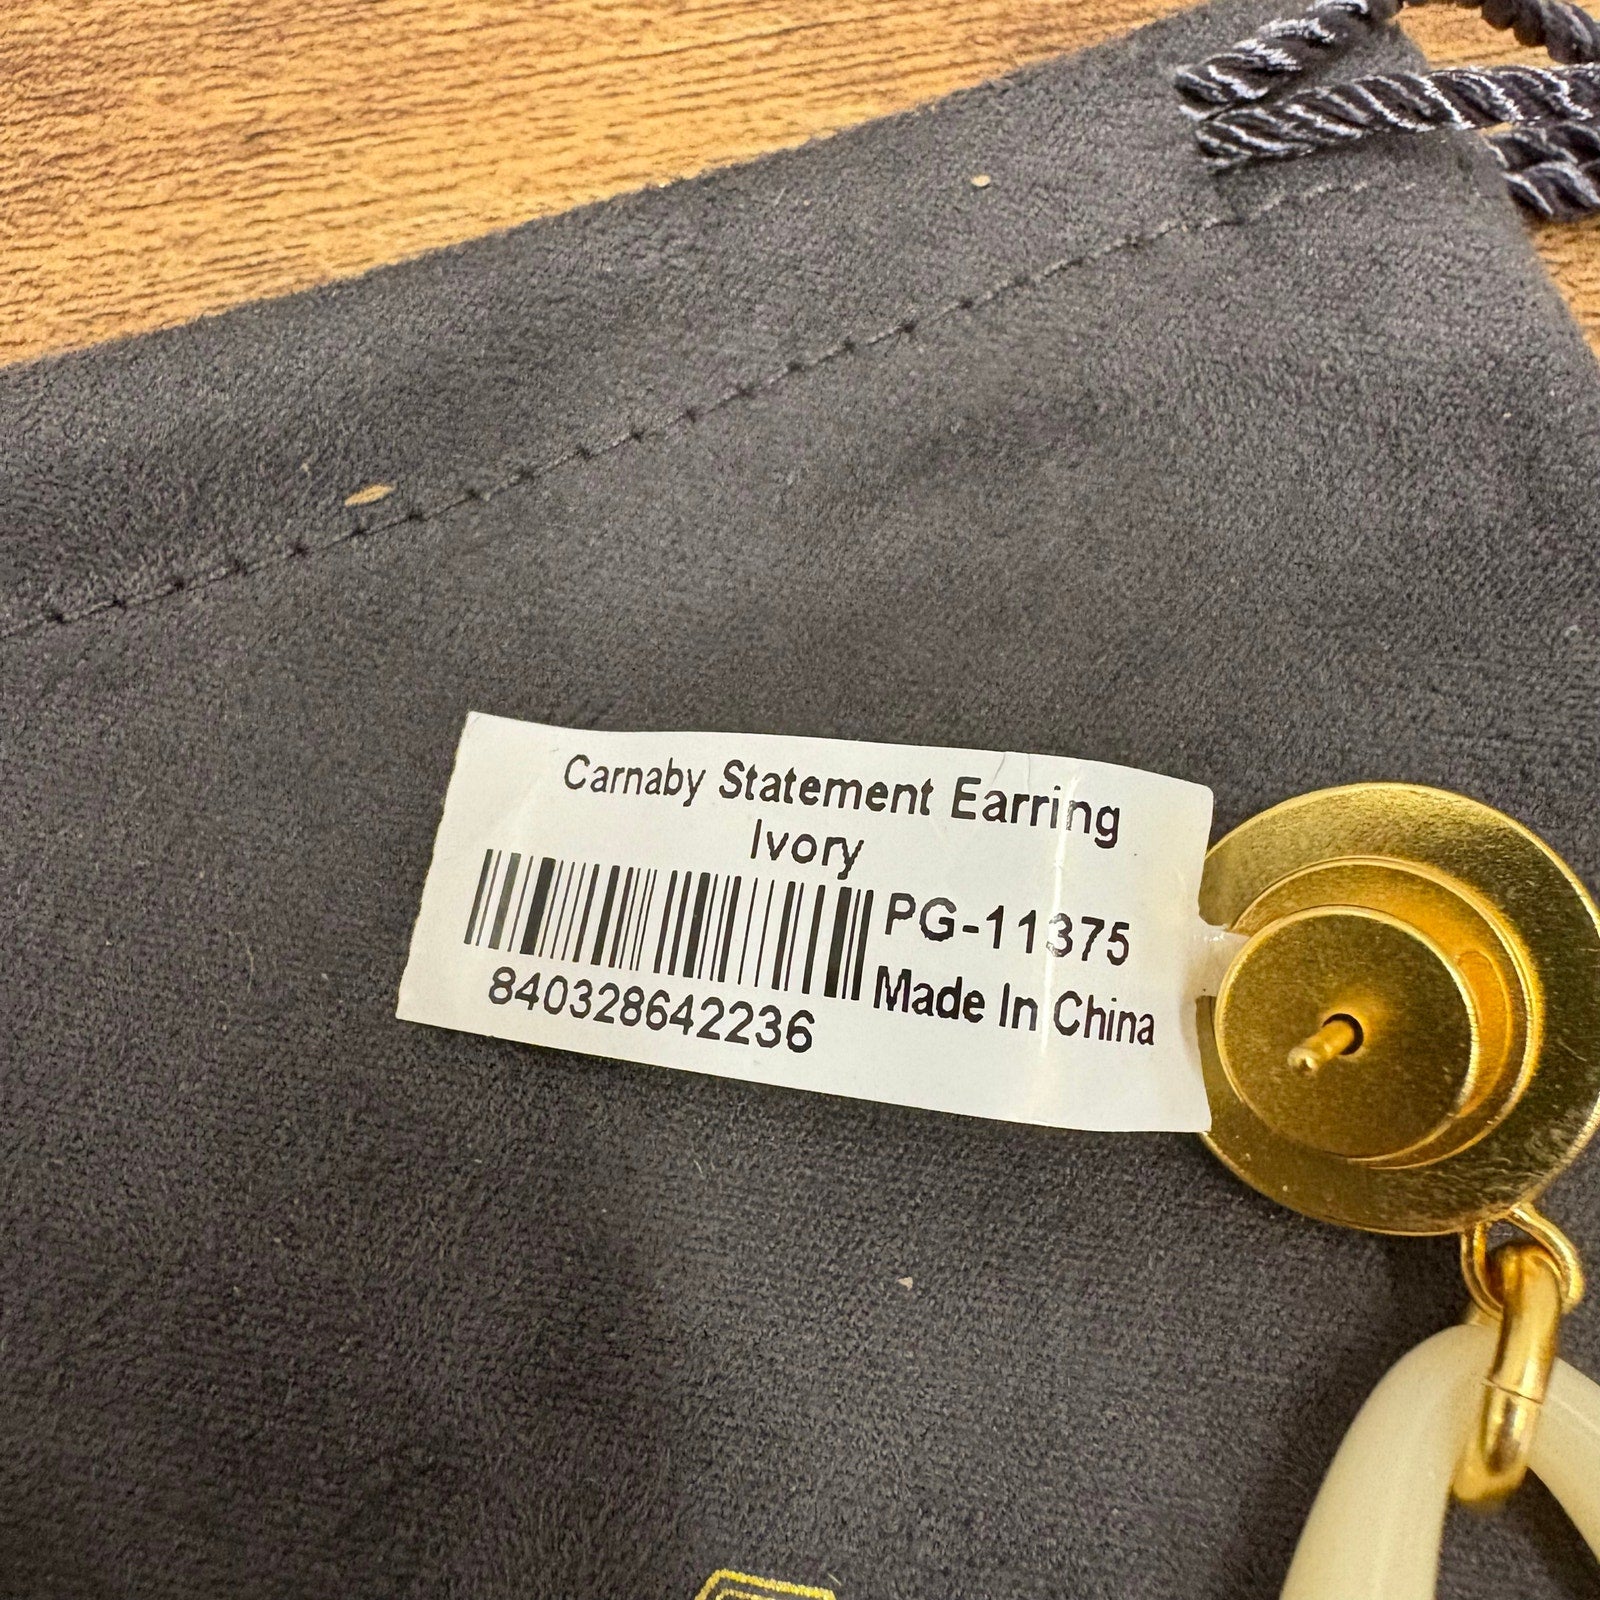 Carnaby Statement Earring
Ivory
PG-11375
Made In China
840328642236